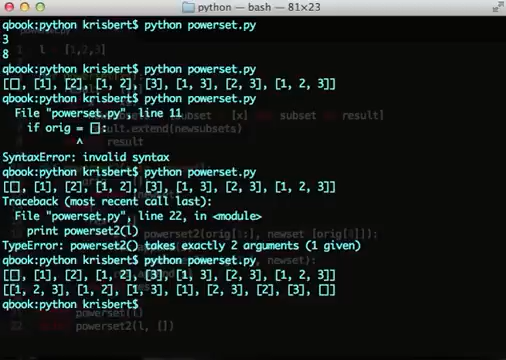 python — bash — 81×23
qbook:python krisbert$ python powerset.py
3
8
qbook:python krisbert$ python powerset.py
[[], [1], [2], [1, 2], [3], [1, 3], [2, 3], [1, 2, 3]]
qbook:python krisbert$ python powerset.py
File "powerset.py", line 11
if orig = []:
^
SyntaxError: invalid syntax
qbook:python krisbert$ python powerset.py
[[], [1], [2], [1, 2], [3], [1, 3], [2, 3], [1, 2, 3]]
Traceback (most recent call last):
File "powerset.py", line 22, in <module>
print powerset2(l)
TypeError: powerset2() takes exactly 2 arguments (1 given)
qbook:python krisbert$ python powerset.py
[[], [1], [2], [1, 2], [3], [1, 3], [2, 3], [1, 2, 3]]
[[1, 2, 3], [1, 2], [1, 3], [1], [2, 3], [2], [3], []]
qbook:python krisbert$
powerset2(l, [])